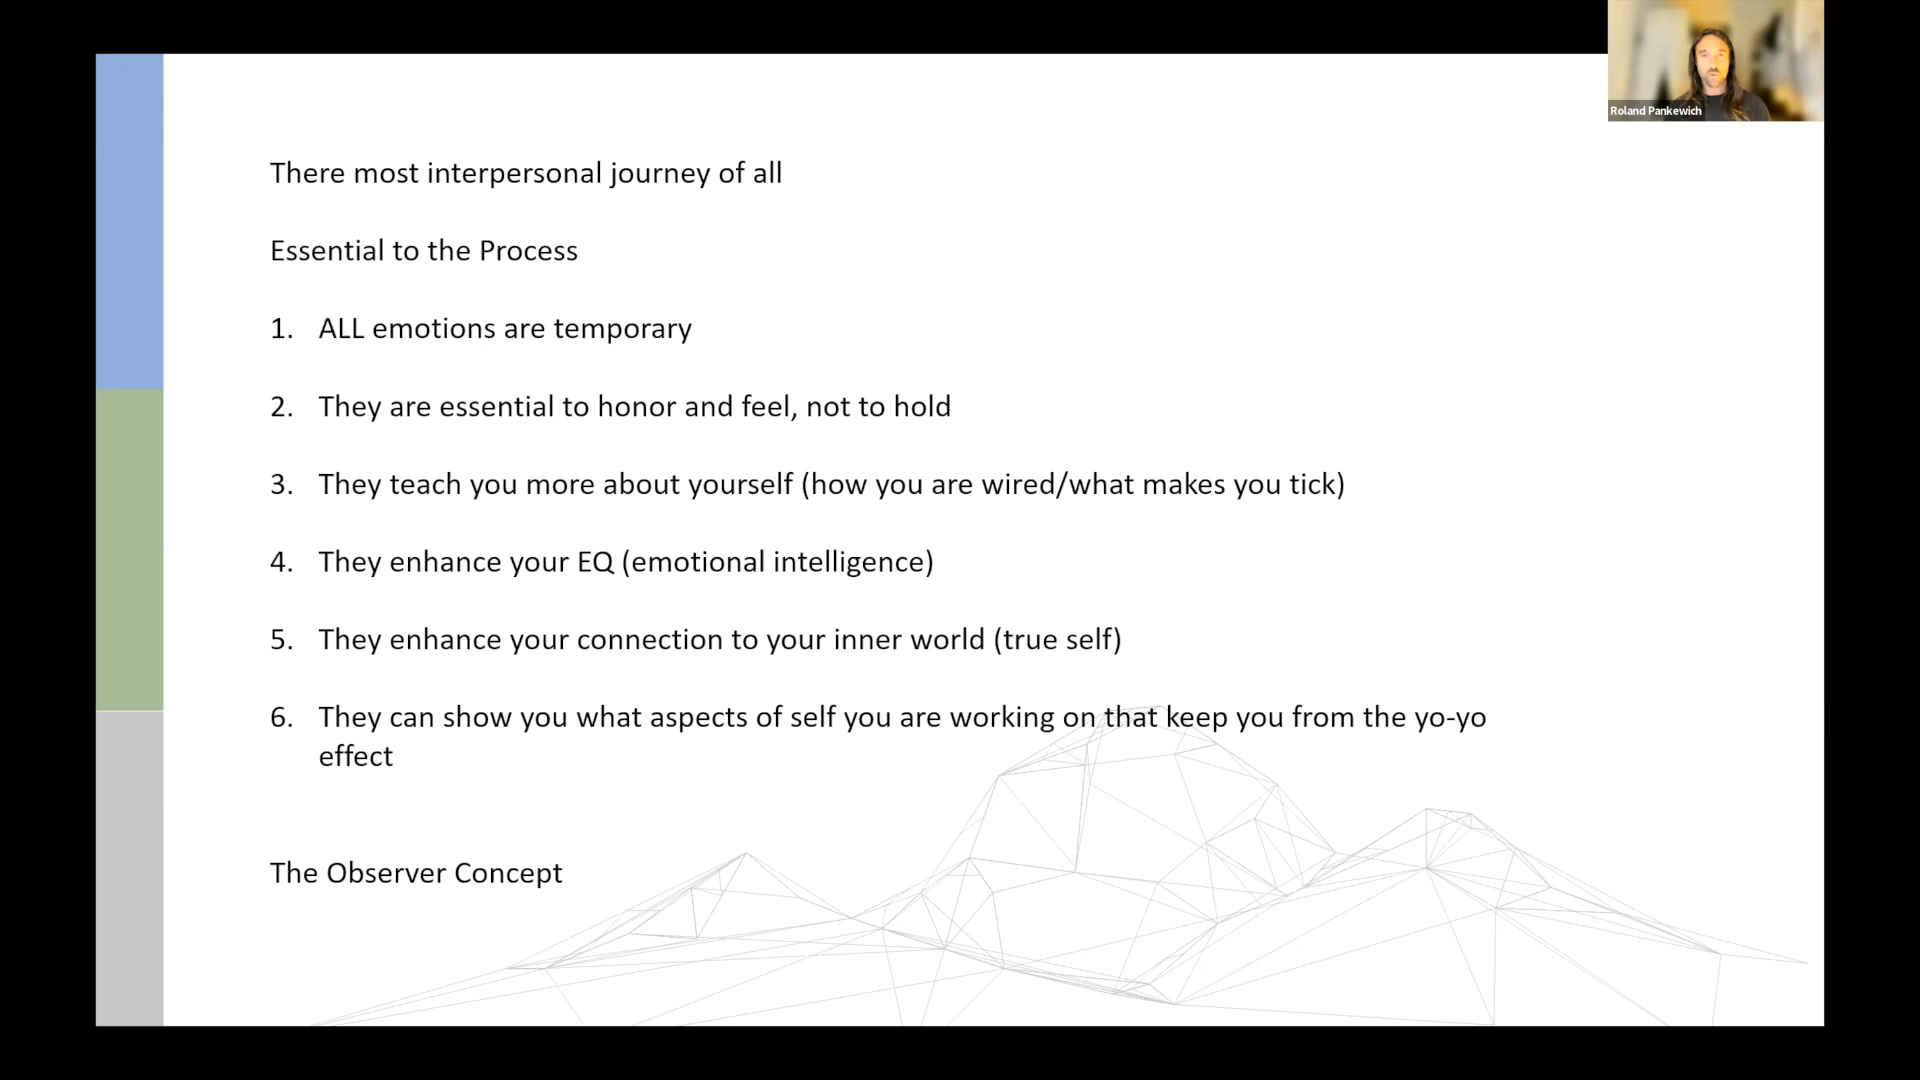 Roland Pankewich
There most interpersonal journey of all
Essential to the Process
1. ALL emotions are temporary
2. They are essential to honor and feel, not to hold
3. They teach you more about yourself (how you are wired/what makes you tick)
4. They enhance your EQ (emotional intelligence)
5. They enhance your connection to your inner world (true self)
6. They can show you what aspects of self you are working on that keep you from the yo-yo
effect
The Observer Concept